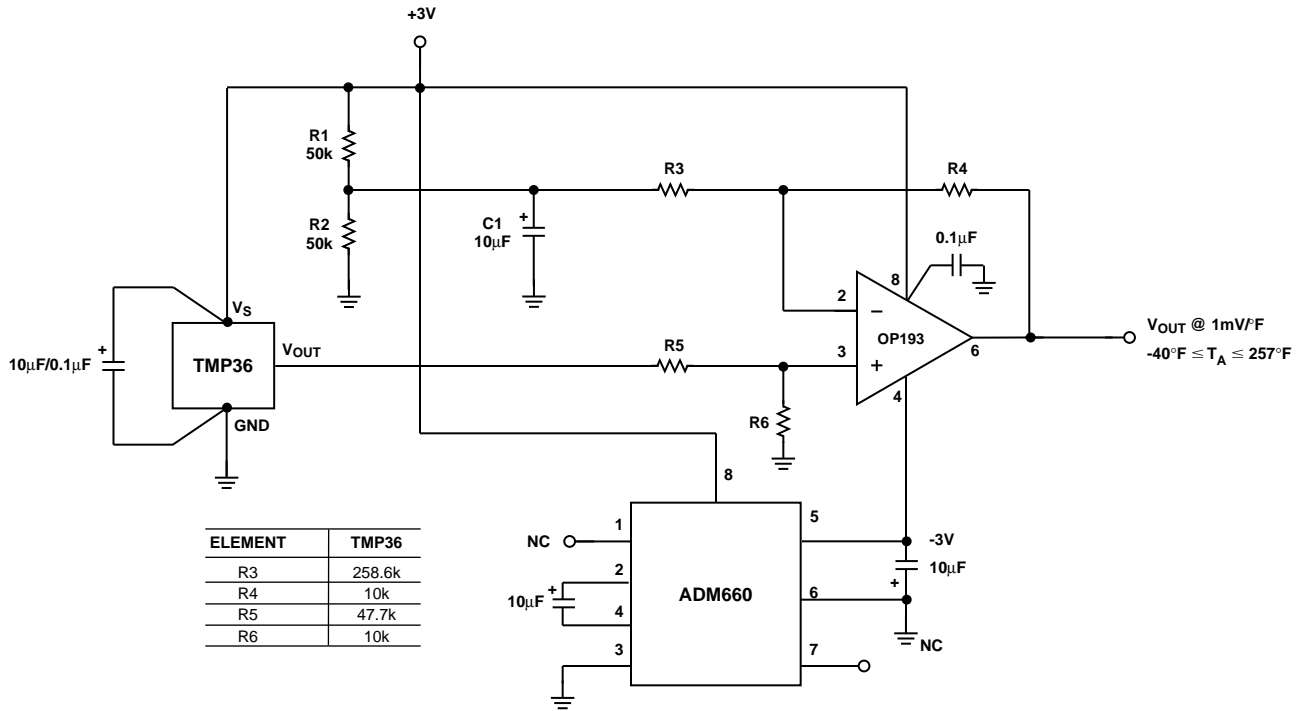 +3V
R1
50k
R3
R4
R2
50k
C1
+
10µF
0.1µF
8
VS
2
−
VOUT @ 1mV/°F
VOUT
OP193
+
10µF/0.1µF
TMP36
R5
3
+
6
-40°F ≤ TA ≤ 257°F
4
GND
R6
8
1
5
ELEMENT TMP36
NC
-3V
R3 258.6k
2
10µF
R4 10k
+
10µF
ADM660
6
+
R5 47.7k
4
R6 10k
3
7
NC